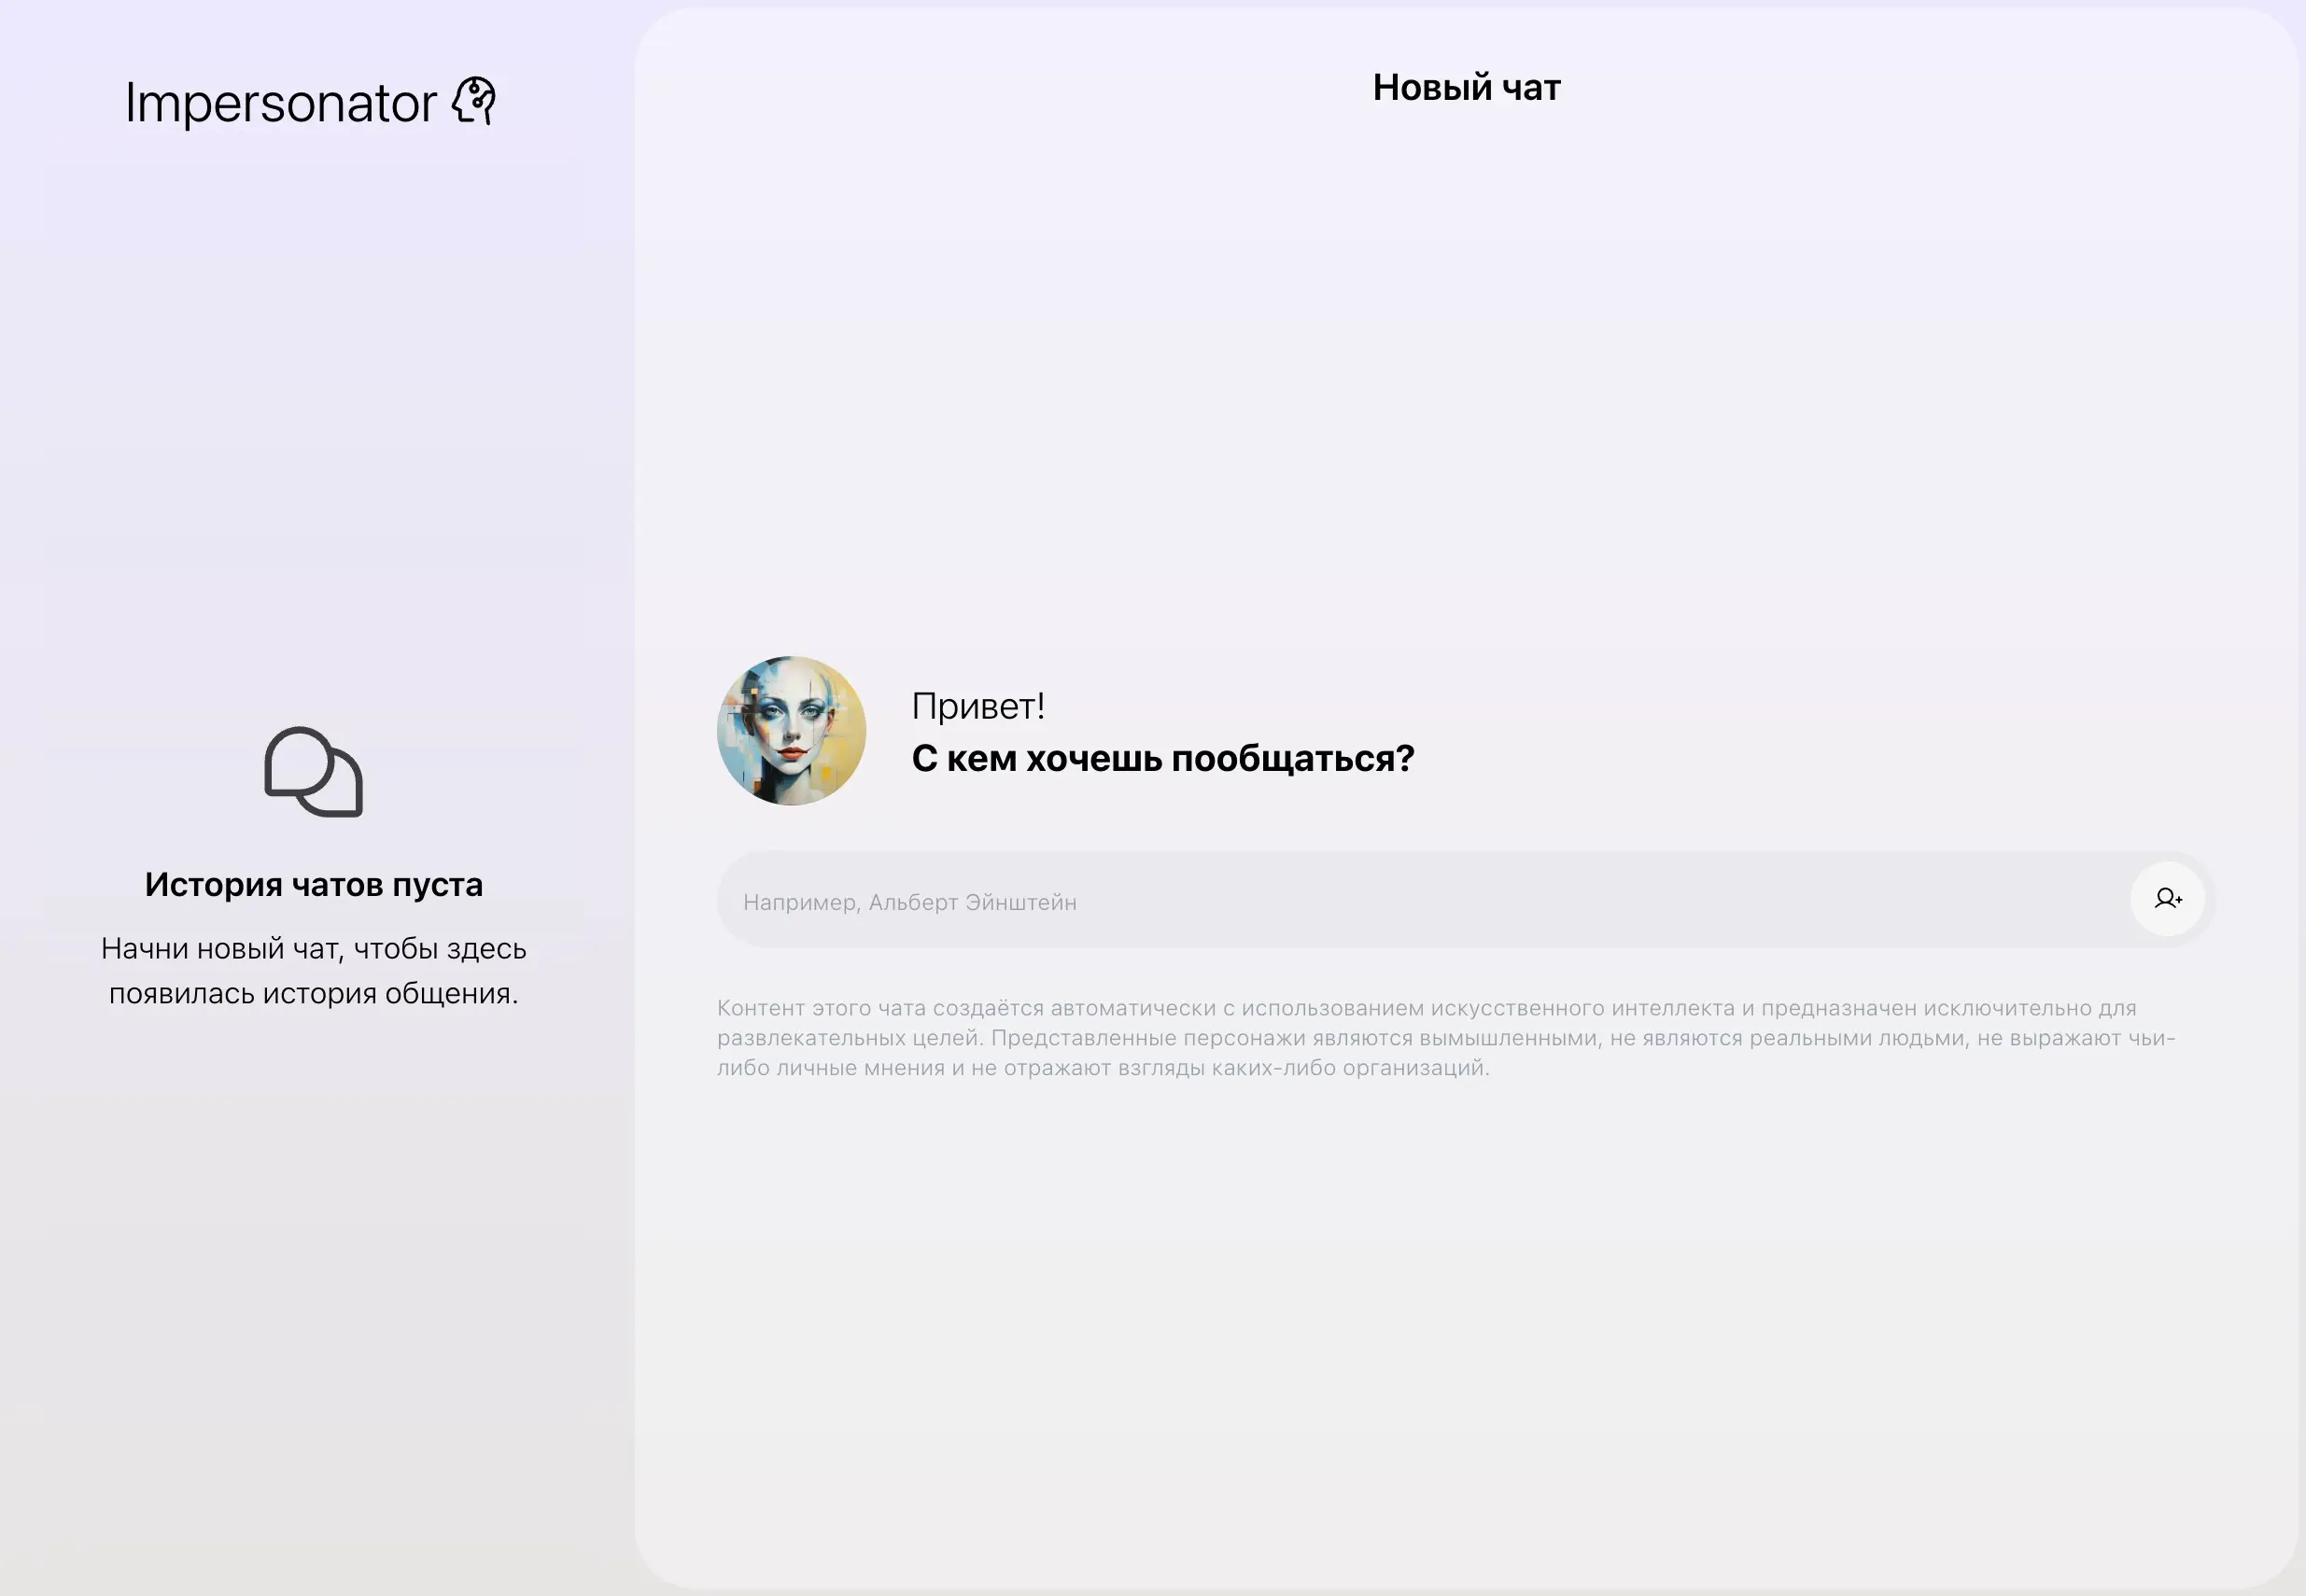 Impersonator
История чатов пуста
Начни новый чат, чтобы здесь
появилась история общения.
Новый чат
Привет!
С кем хочешь пообщаться?
Например, Альберт Эйнштейн
Контент этого чата создаётся автоматически с использованием искусственного интеллекта и предназначен исключительно для
развлекательных целей. Представленные персонажи являются вымышленными, не являются реальными людьми, не выражают чьи-
либо личные мнения и не отражают взгляды каких-либо организаций.